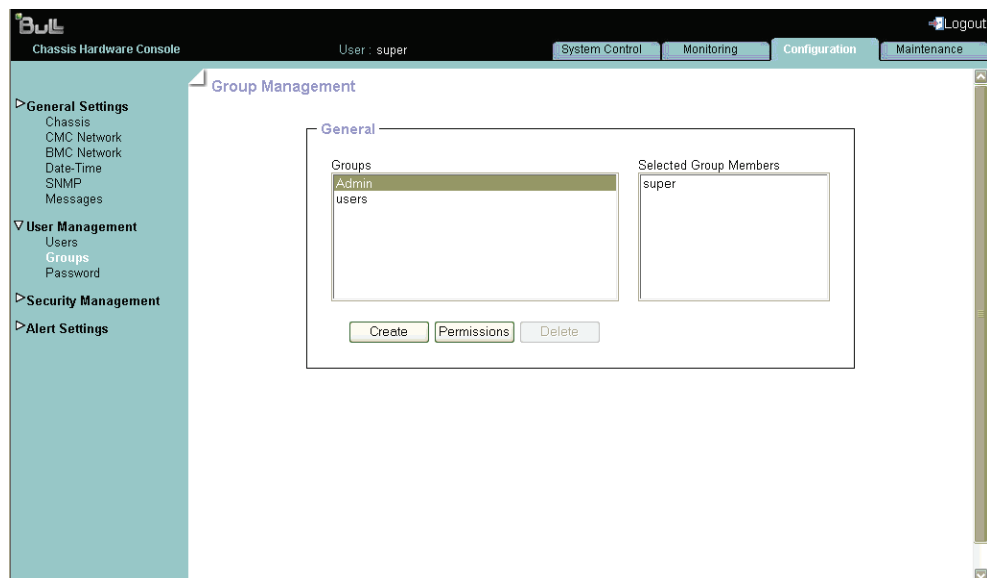 Bull
Logout
Chassis Hardware Console
User : super
System Control
Monitoring
Configuration
Maintenance
Group Management
General Settings
Chassis
CMC Network
BMC Network
Date-Time
SNMP
Messages
User Management
Users
Groups
Password
Security Management
Alert Settings
General
Groups
Admin
users
Selected Group Members
super
Create
Permissions
Delete